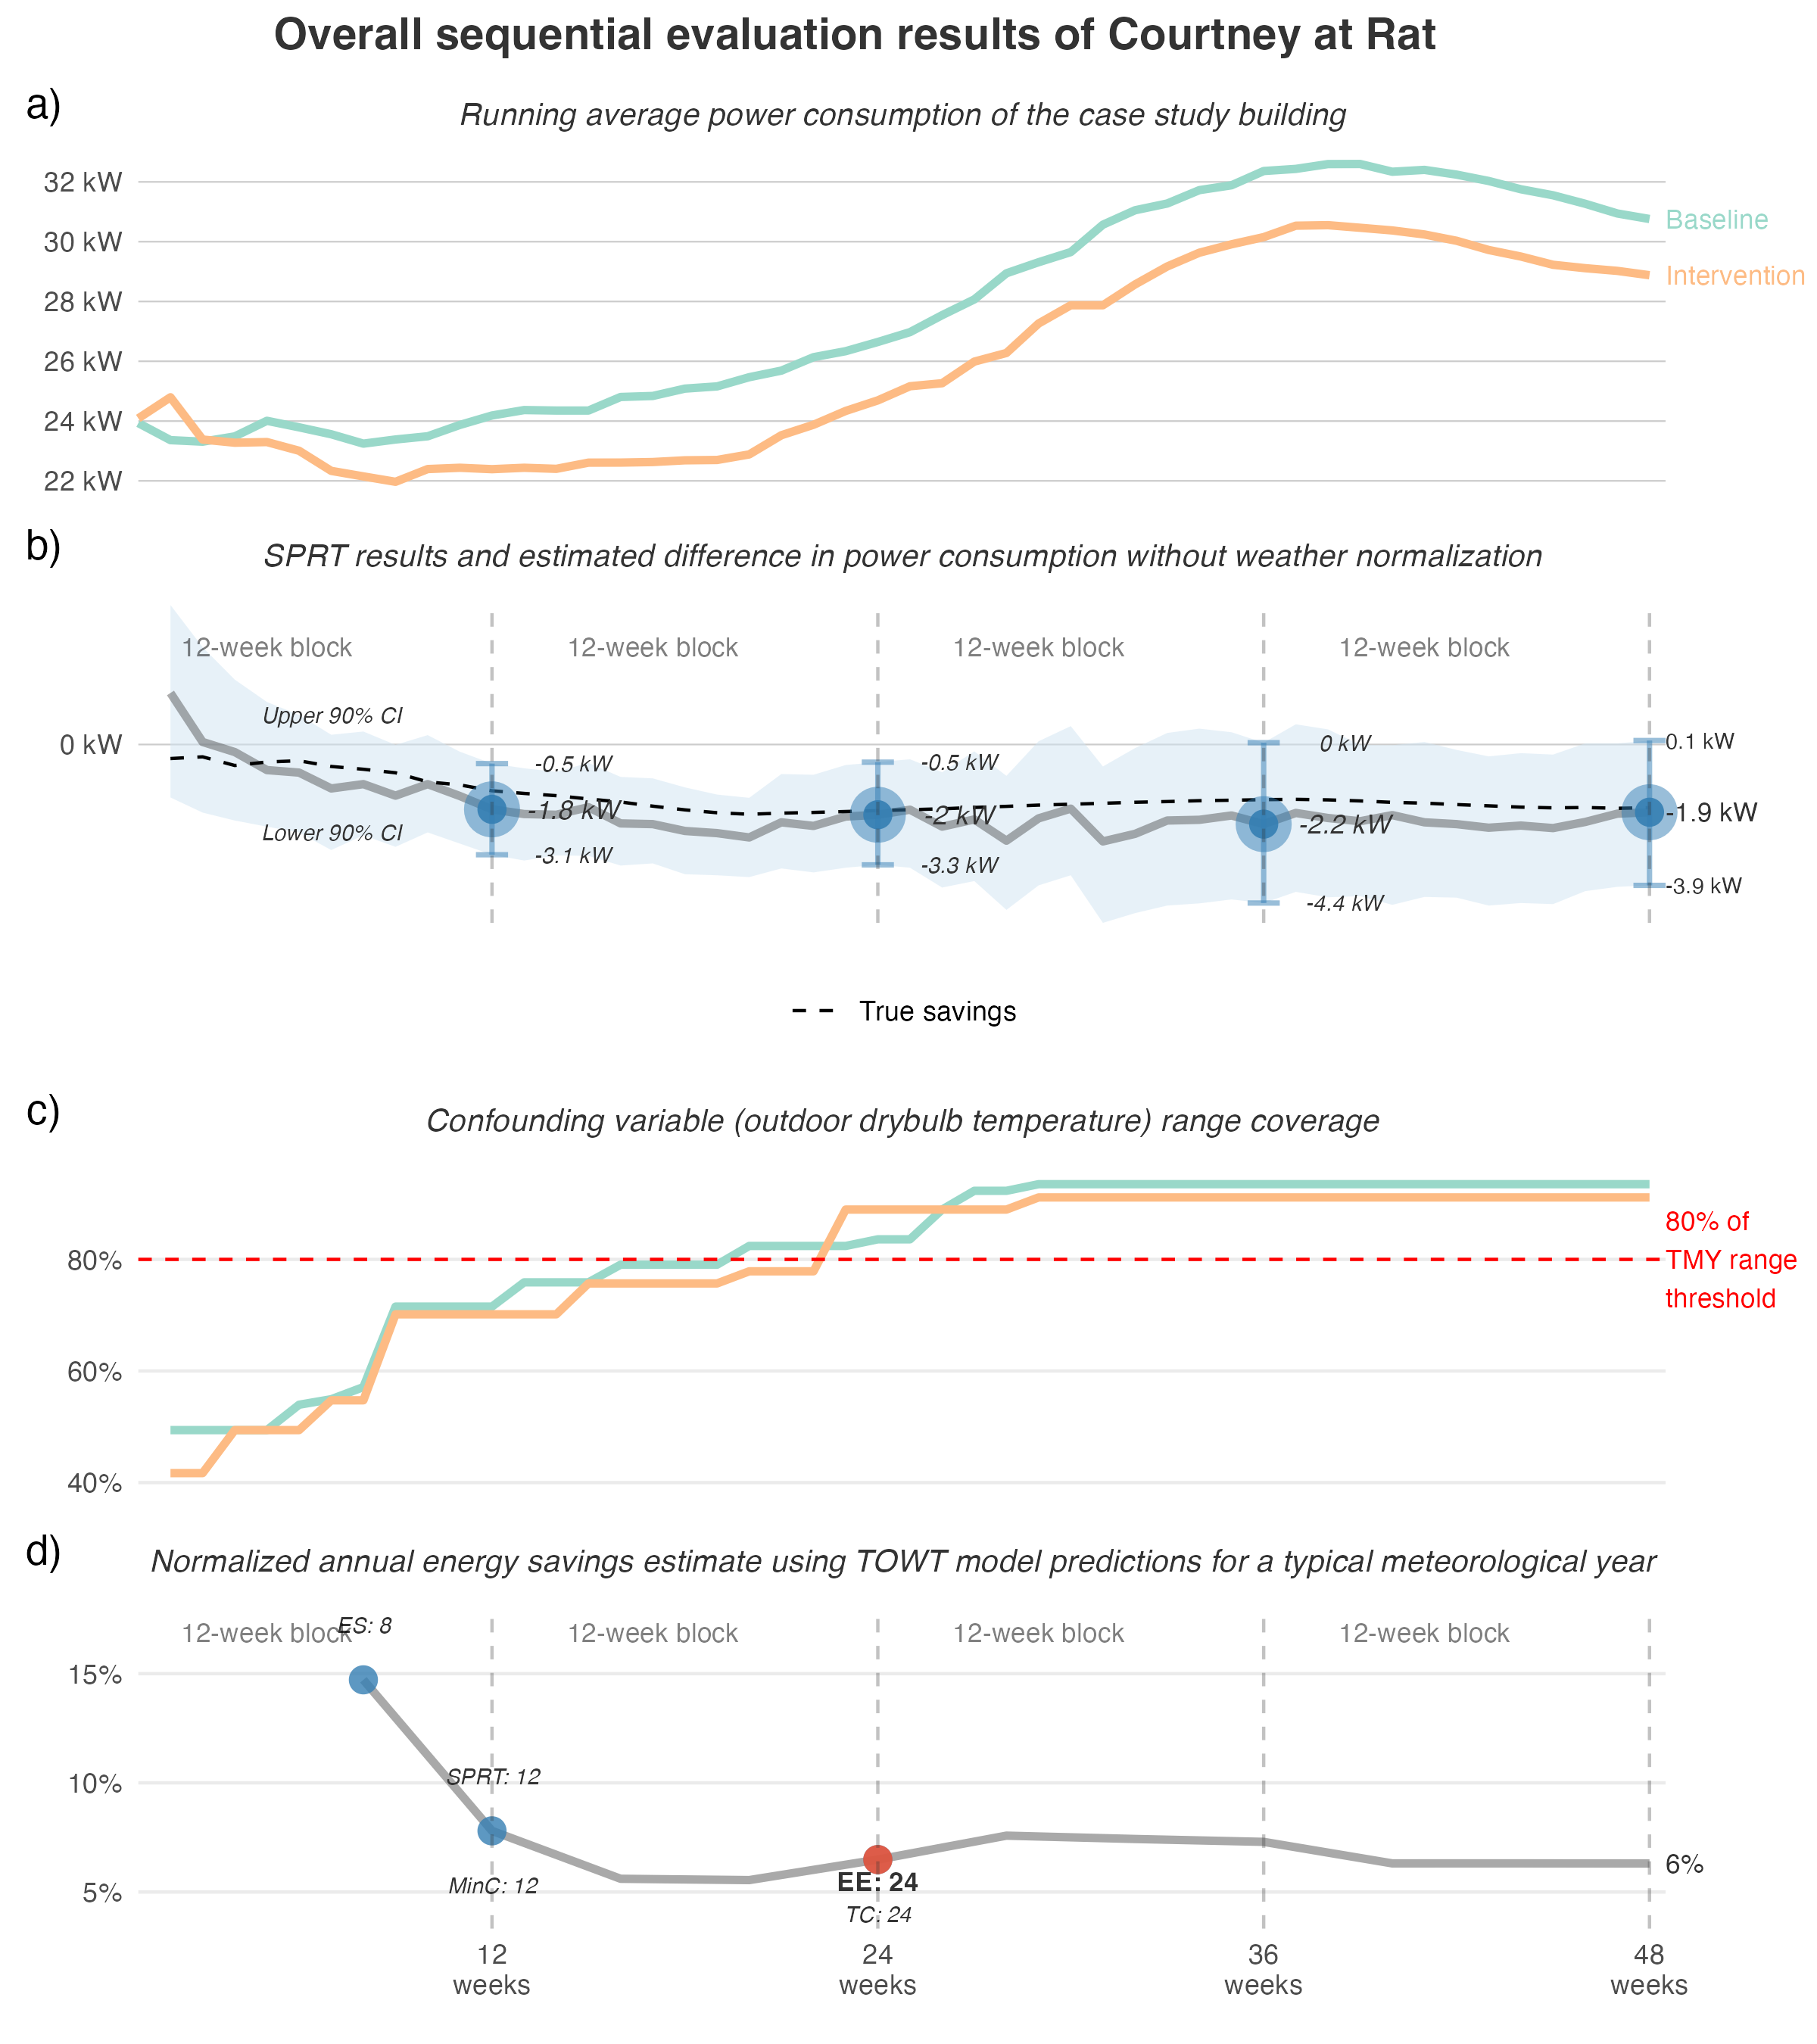 Overall sequential evaluation results of Courtney at Rat
a)
Running average power consumption of the case study building
32 kW
30 kW
28 kW
26 kW
24 kW
22 kW
Baseline
Intervention
b)
SPRT results and estimated difference in power consumption without weather normalization
12-week block
12-week block
12-week block
12-week block
Upper 90% CI
0 kW
-0.5 kW
-0.5 kW
0 kW
0.1 kW
-1.8 kW
-2 kW
-2.2 kW
-1.9 kW
Lower 90% CI
-3.1 kW
-3.3 kW
-4.4 kW
-3.9 kW
True savings
c)
Confounding variable (outdoor drybulb temperature) range coverage
80%
60%
40%
80% of
TMY range
threshold
d)
Normalized annual energy savings estimate using TOWT model predictions for a typical meteorological year
12-week block
12-week block
12-week block
12-week block
ES: 8
15%
10%
5%
SPRT: 12
MinC: 12
EE: 24
TC: 24
6%
12
weeks
24
weeks
36
weeks
48
weeks